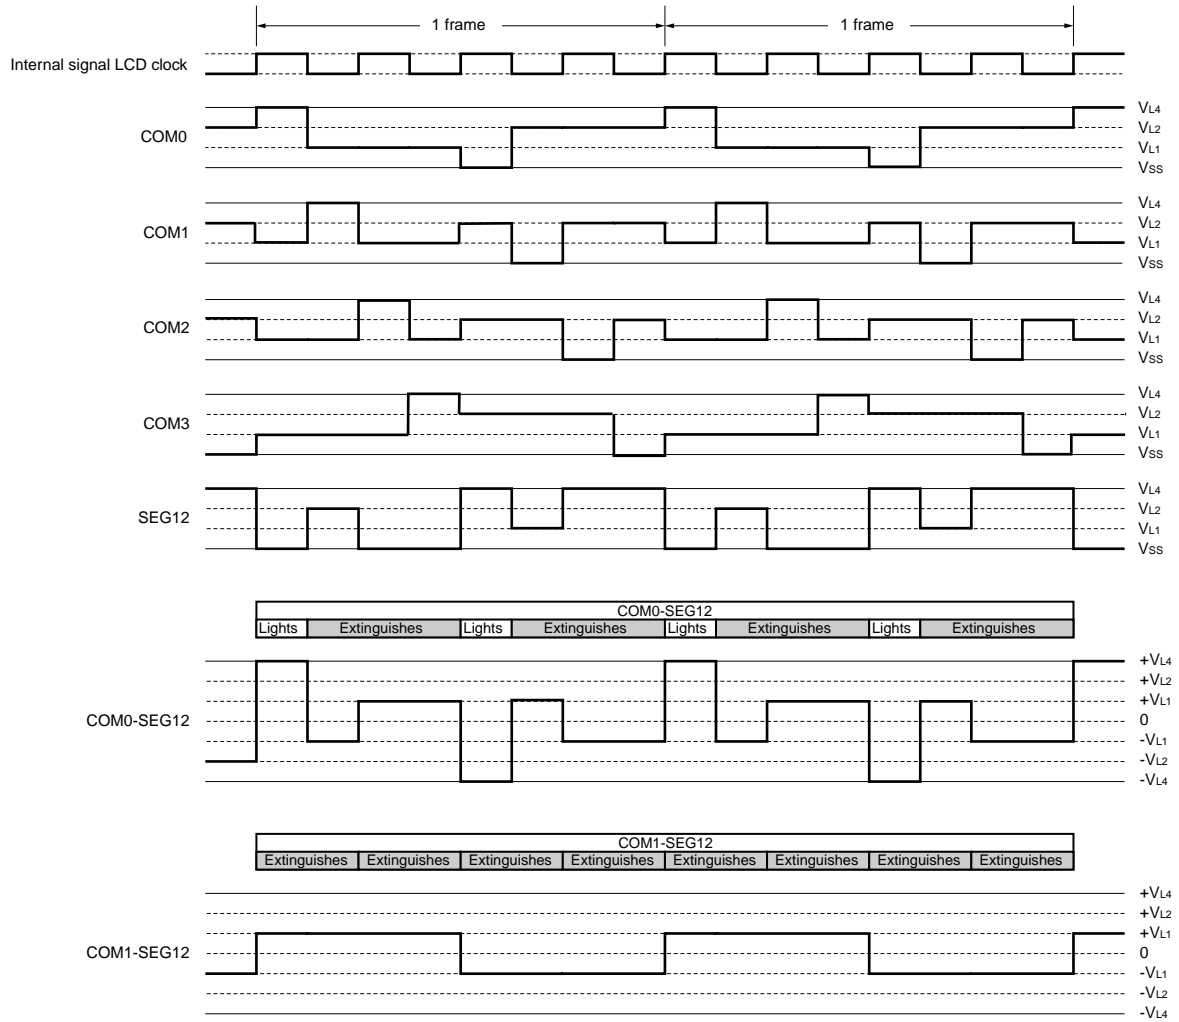 1 frame 1 frame
Internal signal LCD clock
VL4
COM0 VL2
VL1
VSS
VL4
COM1 VL2
VL1
VSS
VL4
COM2 VL2
VL1
VSS
VL4
COM3 VL2
VL1
VSS
VL4
SEG12 VL2
VL1
VSS
COM0-SEG12
Lights Extinguishes Lights Extinguishes Lights Extinguishes Lights Extinguishes
+VL4
+VL2
+VL1
COM0-SEG12 0
-VL1
-VL2
-VL4
COM1-SEG12
Extinguishes Extinguishes Extinguishes Extinguishes Extinguishes Extinguishes Extinguishes Extinguishes
+VL4
+VL2
+VL1
COM1-SEG12 0
-VL1
-VL2
-VL4